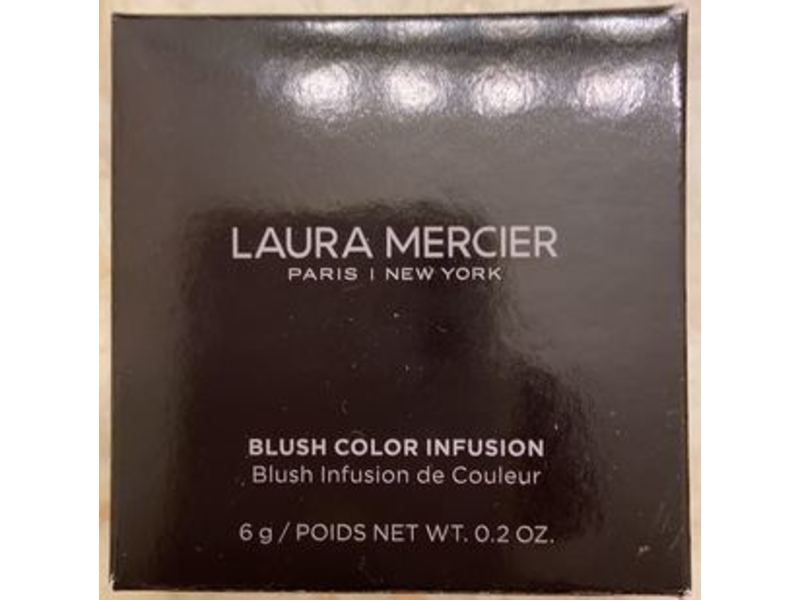 LAURA MERCIER
PARIS | NEW YORK
BLUSH COLOR INFUSION
Blush Infusion de Couleur
6 g / POIDS NET WT. 0.2 OZ.